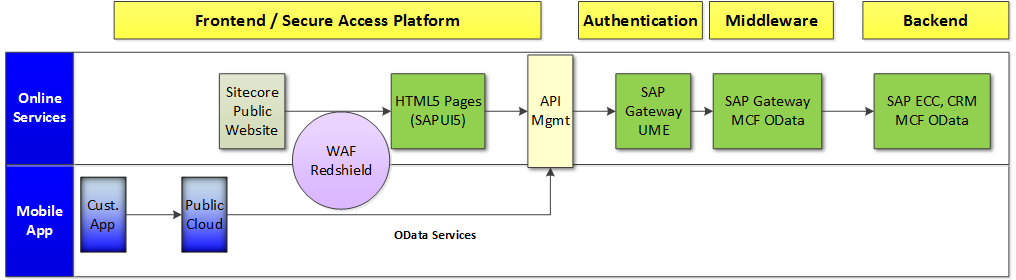 Frontend / Secure Access Platform
Authentication
Middleware
Backend
Online
Services
Sitecore
Public
Website
HTML5 Pages
(SAPUI5)
API
Mgmt
SAP
Gateway
UME
SAP Gateway
MCF OData
SAP ECC, CRM
MCF OData
WAF
Redshield
Mobile
App
Cust.
App
Public
Cloud
OData Services